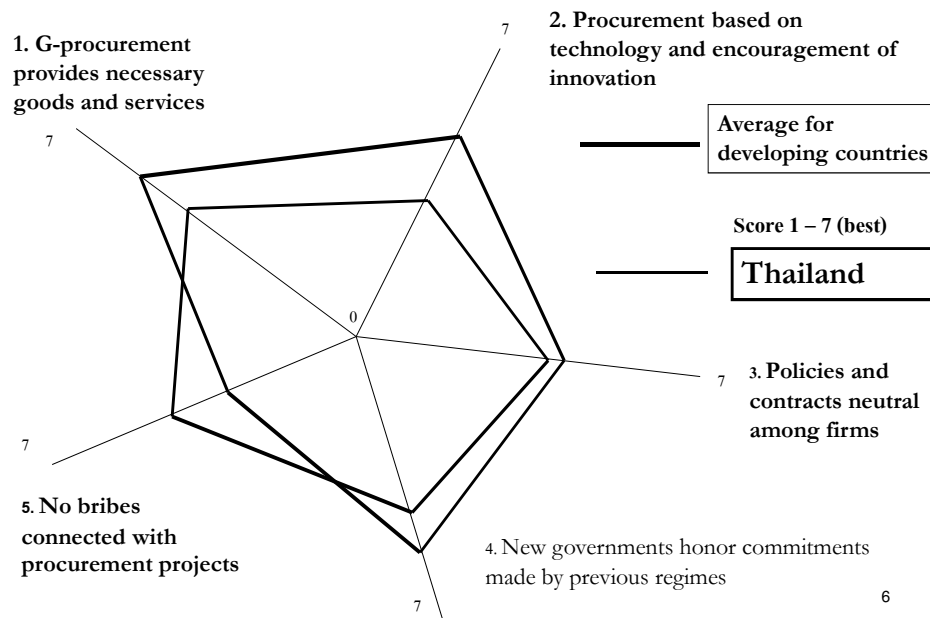 1. G-procurement
provides necessary
goods and services
7
7
2. Procurement based on
technology and encouragement of
innovation
Average for
developing countries
Score 1 – 7 (best)
Thailand
0
7
3. Policies and
contracts neutral
among firms
7
5. No bribes
connected with
procurement projects
4. New governments honor commitments
made by previous regimes
7
6